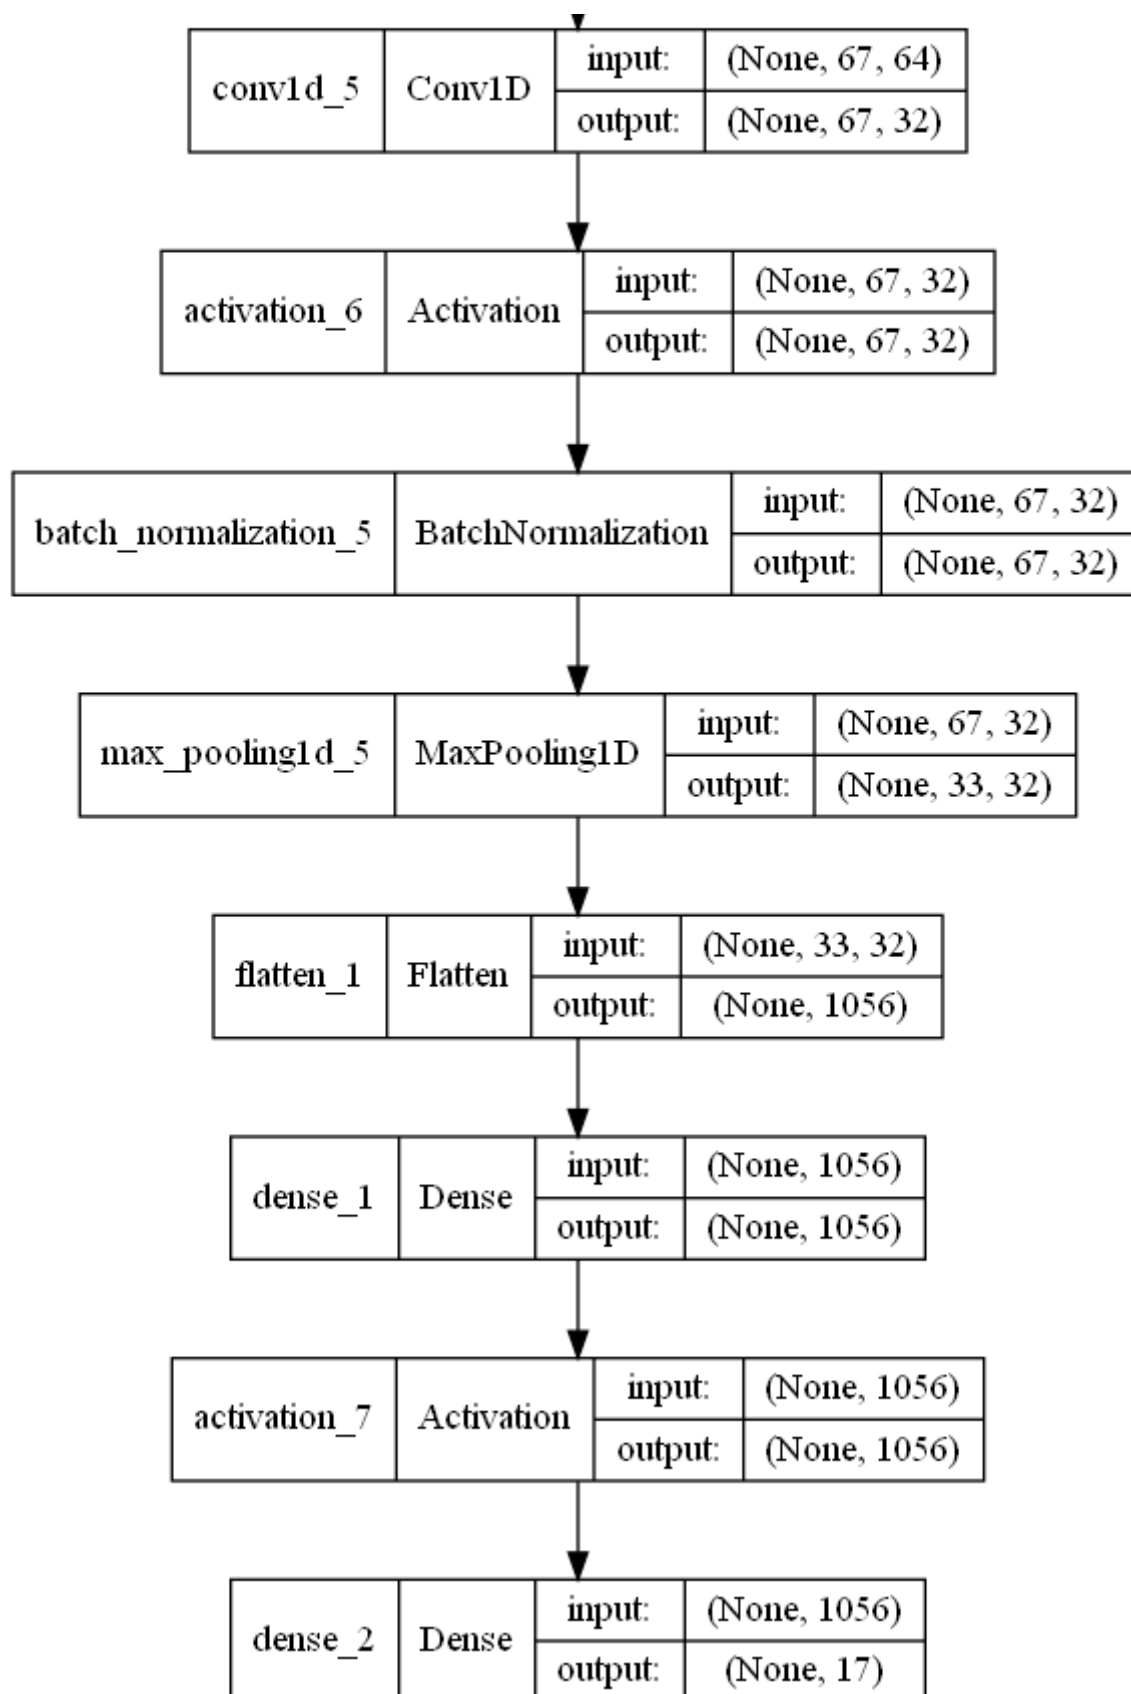 conv1d_5 Conv1D input: (None, 67, 64)
output: (None, 67, 32)
activation_6 Activation input: (None, 67, 32)
output: (None, 67, 32)
batch_normalization_5 BatchNormalization input: (None, 67, 32)
output: (None, 67, 32)
max_pooling1d_5 MaxPooling1D input: (None, 67, 32)
output: (None, 33, 32)
flatten_1 Flatten input: (None, 33, 32)
output: (None, 1056)
dense_1 Dense input: (None, 1056)
output: (None, 1056)
activation_7 Activation input: (None, 1056)
output: (None, 1056)
dense_2 Dense input: (None, 1056)
output: (None, 17)